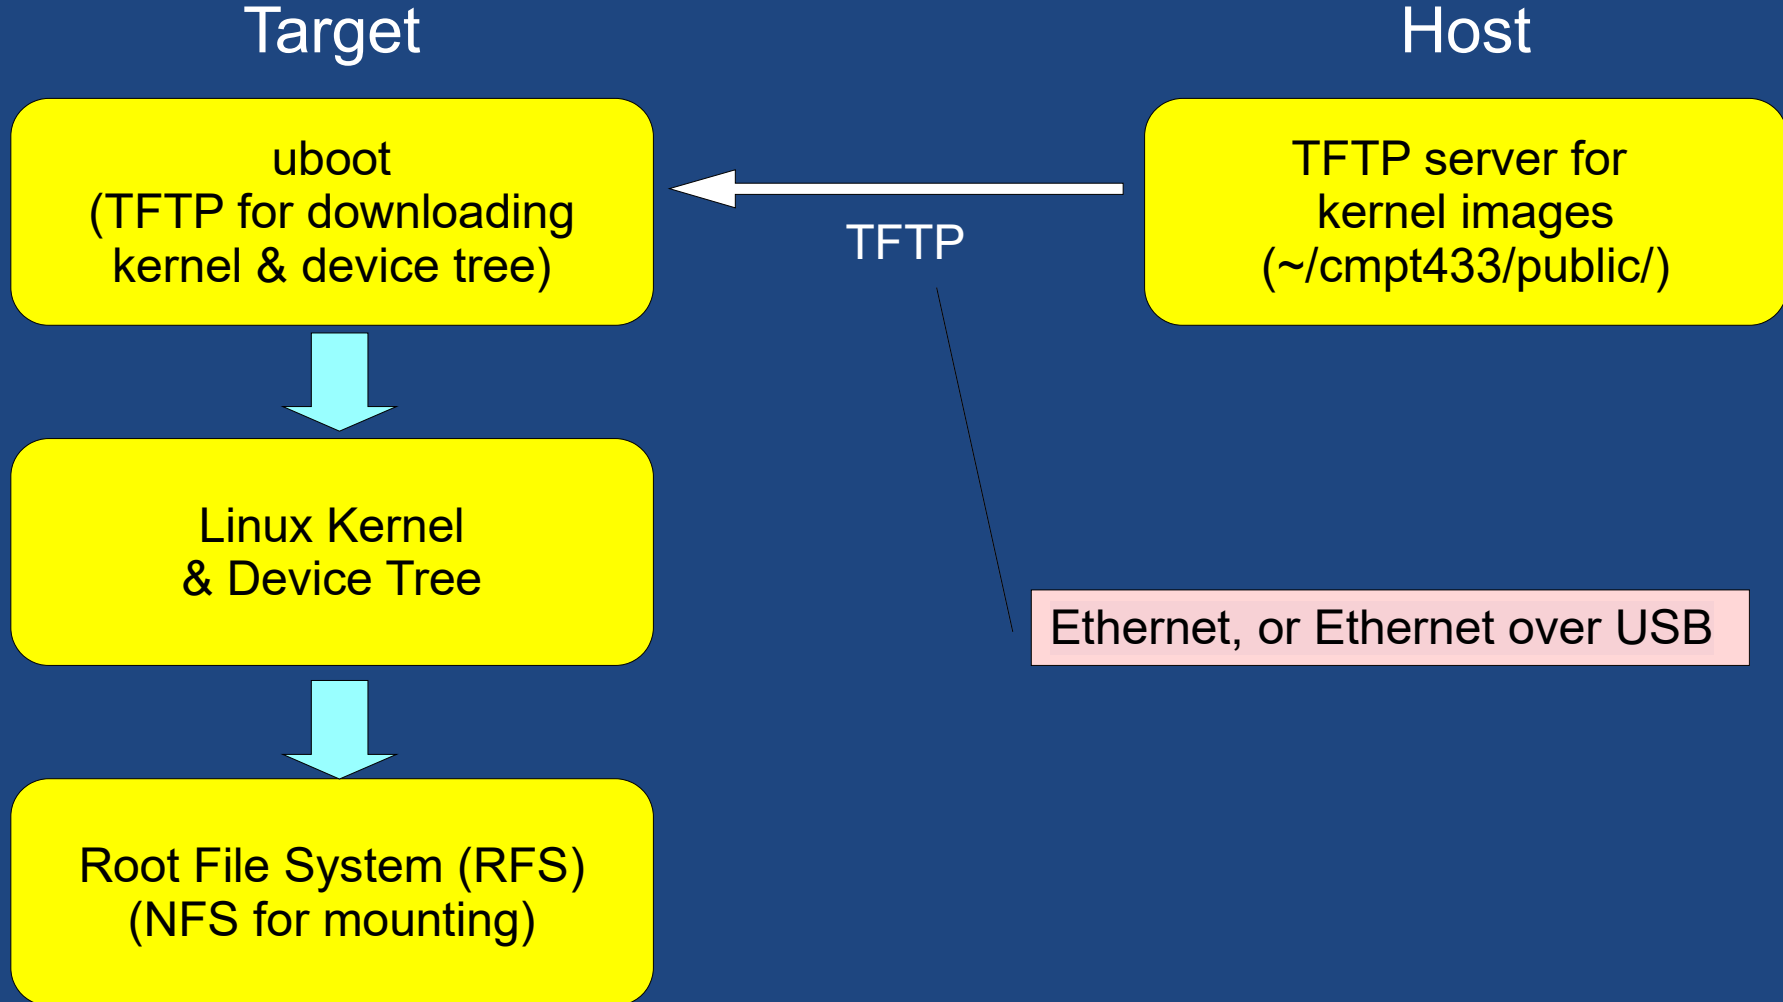 Target
Host
uboot
(TFTP for downloading
kernel & device tree)
TFTP
TFTP server for
kernel images
(~/cmpt433/public/)
Linux Kernel
& Device Tree
Ethernet, or Ethernet over USB
Root File System (RFS)
(NFS for mounting)